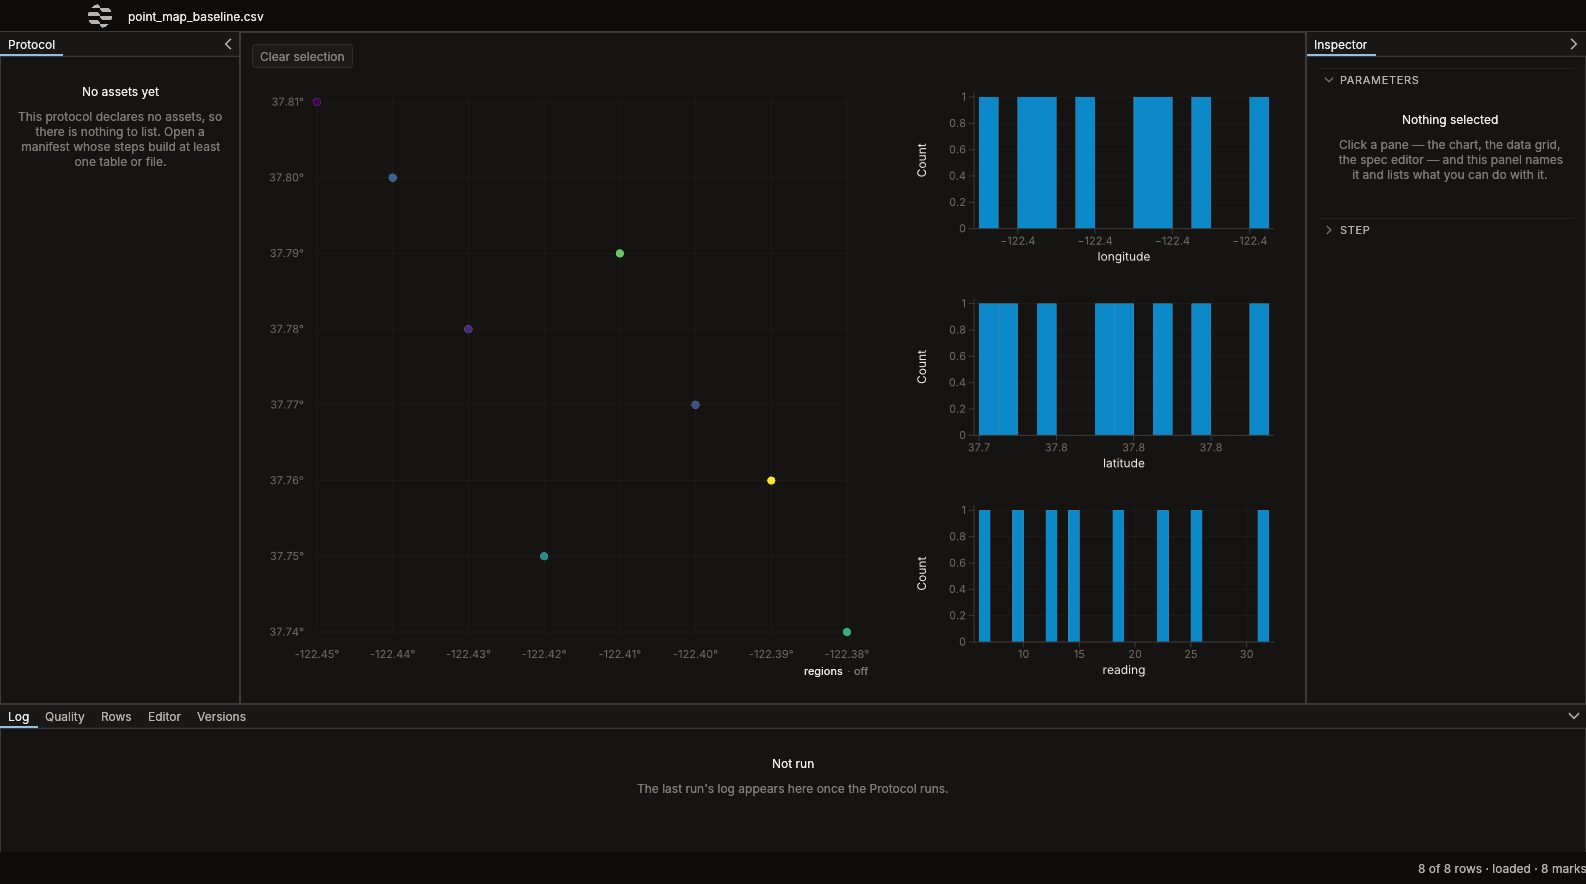 point_map_baseline.csv
Protocol
No assets yet
This protocol declares no assets, so
there is nothing to list. Open a
manifest whose steps build at least
one table or file.
Clear selection
37.81°
37.80°
37.79°
37.78°
37.77°
37.76°
37.75°
37.74°
-122.45° -122.44° -122.43° -122.42° -122.41° -122.40° -122.39° -122.38°
regions · off
Count
1
0.8
0.6
0.4
0.2
0
−122.4 −122.4 −122.4 −122.4
longitude
Count
1
0.8
0.6
0.4
0.2
0
37.7 37.8 37.8 37.8
latitude
Count
1
0.8
0.6
0.4
0.2
0
10 15 20 25 30
reading
Inspector
PARAMETERS
Nothing selected
Click a pane — the chart, the data grid,
the spec editor — and this panel names
it and lists what you can do with it.
STEP
Log Quality Rows Editor Versions
Not run
The last run's log appears here once the Protocol runs.
8 of 8 rows · loaded · 8 marks